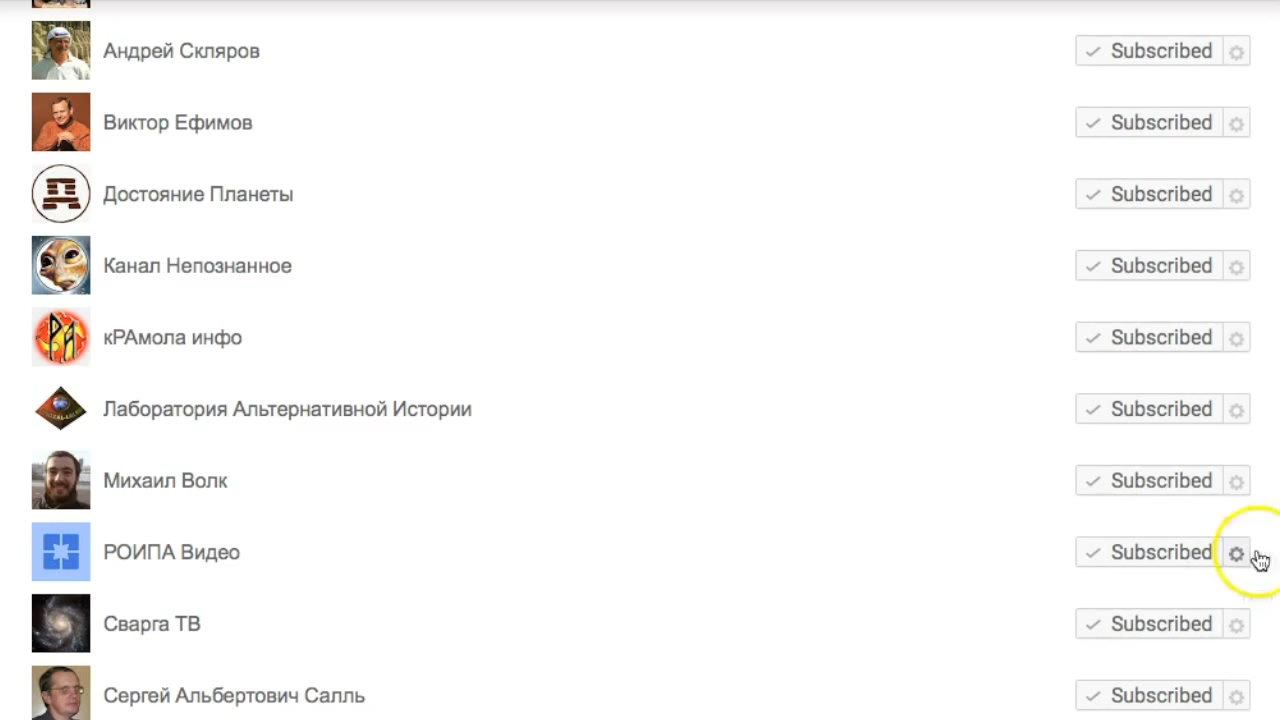 Андрей Скляров Subscribed
Виктор Ефимов Subscribed
Достояние Планеты Subscribed
Канал Непознанное Subscribed
кРАмола инфо Subscribed
Лаборатория Альтернативной Истории Subscribed
Михаил Волк Subscribed
РОИПА Видео Subscribed
Сварга ТВ Subscribed
Сергей Альбертович Салль Subscribed